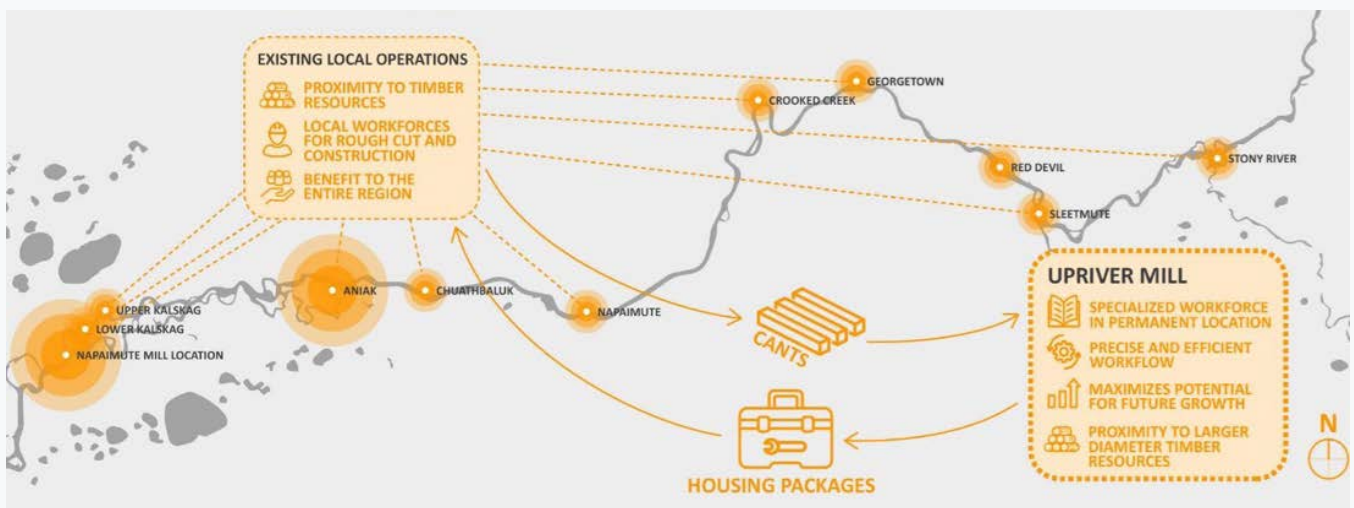 EXISTING LOCAL OPERATIONS
PROXIMITY TO TIMBER
RESOURCES
LOCAL WORKFORCES
FOR ROUGH CUT AND
CONSTRUCTION
BENEFIT TO THE
ENTIRE REGION
GEORGETOWN
CROOKED CREEK
RED DEVIL
STONY RIVER
SLEETMUTE
UPPER KALSKAG
LOWER KALSKAG
NAPAIMUTE MILL LOCATION
ANIAK
CHUATHBALUK
NAPAIMUTE
CANTS
HOUSING PACKAGES
UPRIVER MILL
SPECIALIZED WORKFORCE
IN PERMANENT LOCATION
PRECISE AND EFFICIENT
WORKFLOW
MAXIMIZES POTENTIAL
FOR FUTURE GROWTH
PROXIMITY TO LARGER
DIAMETER TIMBER
RESOURCES
N